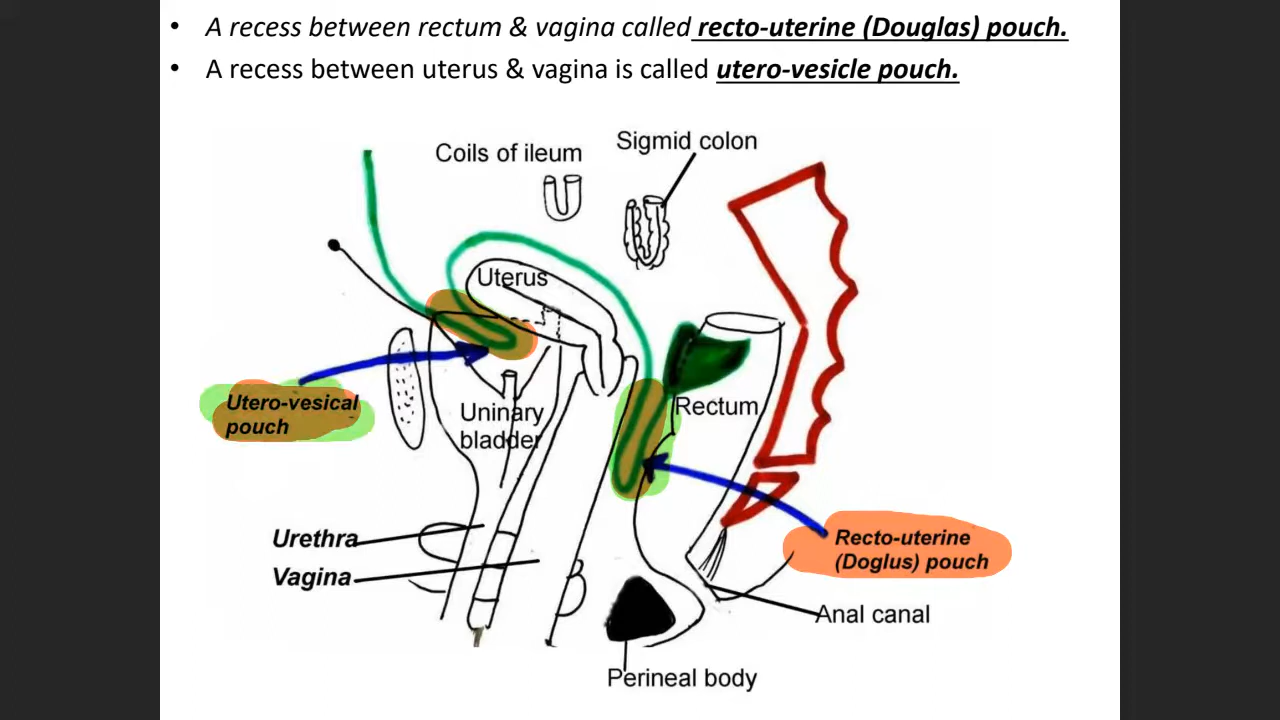 • A recess between rectum & vagina called recto-uterine (Douglas) pouch.
• A recess between uterus & vagina is called utero-vesicle pouch.
Sigmid colon
Coils of ileum
Uterus
Utero-vesical
pouch
Uninary
bladder
Rectum
Urethra
Vagina
Recto-uterine
(Doglus) pouch
Anal canal
Perineal body